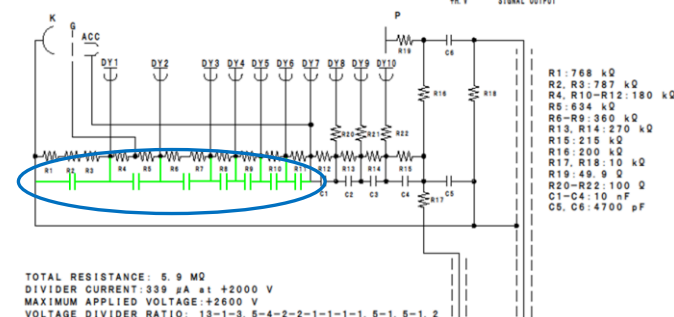 SIGNAL OUTPUT
K
P
G
ACC
R19
C6
DY1 DY2 DY3 DY4 DY5 DY6 DY7 DY8 DY9 DY10
R16 R18
R20 R21 R22
R1 R2 R3 R4 R5 R6 R7 R8 R9 R10 R11 R12 R13 R14 R15
C1 C2 C3 C4 C5
R17
R1:768 kΩ
R2, R3:787 kΩ
R4, R10-R12:180 kΩ
R5:634 kΩ
R6-R9:360 kΩ
R13, R14:270 kΩ
R15:215 kΩ
R16:200 kΩ
R17, R18:10 kΩ
R19:49.9 Ω
R20-R22:100 Ω
C1-C4:10 nF
C5, C6:4700 pF
TOTAL RESISTANCE: 5.9 MΩ
DIVIDER CURRENT:339 µA at +2000 V
MAXIMUM APPLIED VOLTAGE:+2600 V
VOLTAGE DIVIDER RATIO: 13-1-3.5-4-2-2-1-1-1-1.5-1.5-1.2